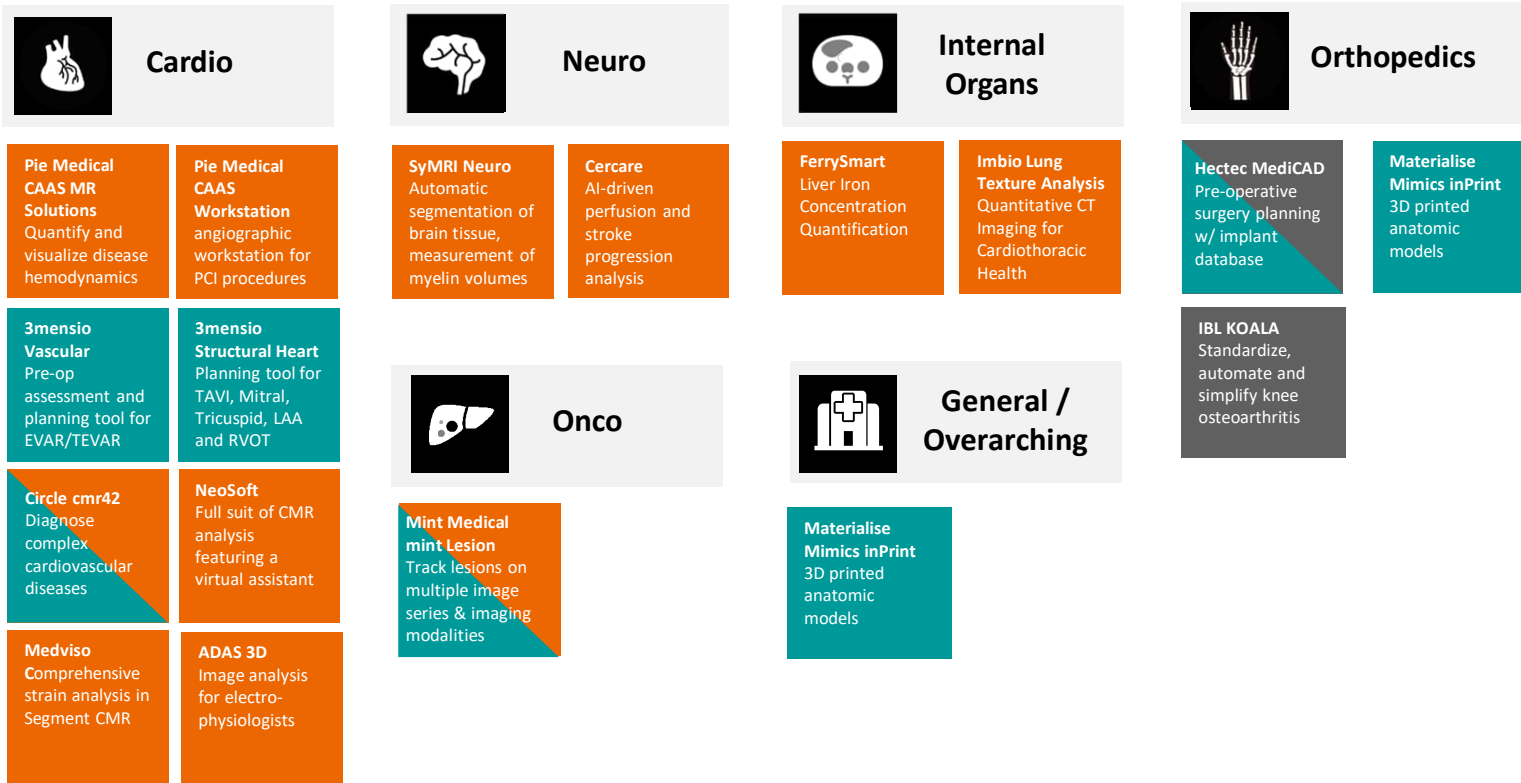 Cardio
Pie Medical
CAAS MR
Solutions
Quantify and
visualize disease
hemodynamics
Pie Medical
CAAS
Workstation
angiographic
workstation for
PCI procedures
3mensio
Vascular
Pre-op
assessment and
planning tool for
EVAR/TEVAR
3mensio
Structural Heart
Planning tool for
TAVI, Mitral,
Tricuspid, LAA
and RVOT
Circle cmr42
Diagnose
complex
cardiovascular
diseases
NeoSoft
Full suit of CMR
analysis
featuring a
virtual assistant
Medviso
Comprehensive
strain analysis in
Segment CMR
ADAS 3D
Image analysis
for electro-
physiologists
Neuro
SyMRI Neuro
Automatic
segmentation of
brain tissue,
measurement of
myelin volumes
Cercare
AI-driven
perfusion and
stroke
progression
analysis
Onco
Mint Medical
mint Lesion
Track lesions on
multiple image
series & imaging
modalities
Internal
Organs
FerrySmart
Liver Iron
Concentration
Quantification
Imbio Lung
Texture Analysis
Quantitative CT
Imaging for
Cardiothoracic
Health
General /
Overarching
Materialise
Mimics inPrint
3D printed
anatomic
models
Orthopedics
Hectec MediCAD
Pre-operative
surgery planning
w/ implant
database
Materialise
Mimics inPrint
3D printed
anatomic
models
IBL KOALA
Standardize,
automate and
simplify knee
osteoarthritis